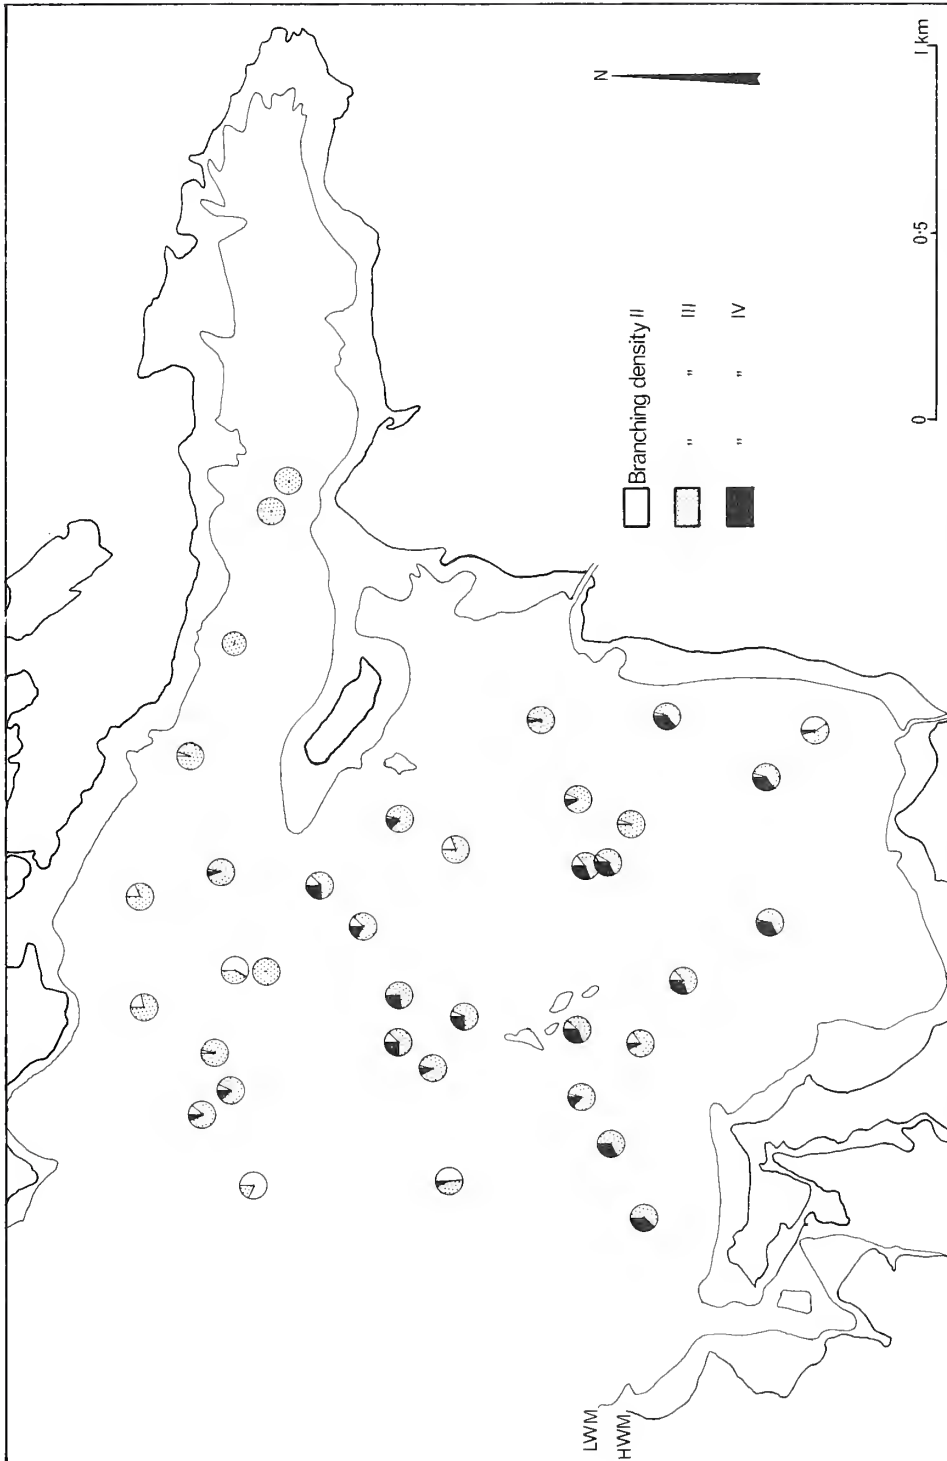 N
Branching density II
" " III
" " IV
0 0·5 1 km
LWM
HWM